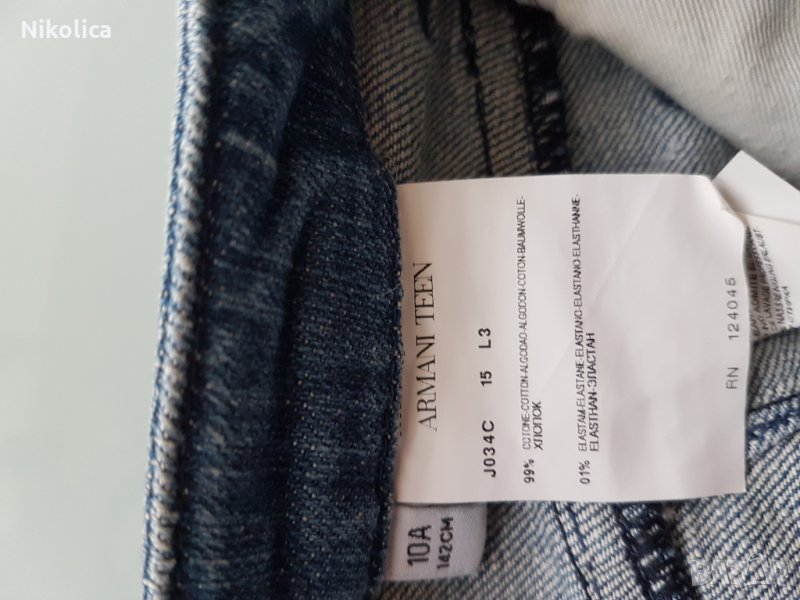 Nikolica
ARMANI TEEN
J034C 15 L3
99% COTONE-COTTON-ALGODAO-ALGODON-COTON-BAUMWOLLE-
ХЛОПОК
01% ELASTAM-ELASTANE-ELASTANO-ELASTANO-ELASTHANNE-
ELASTHAN-ЭЛАСТАН
RN 124046
10A
142CM